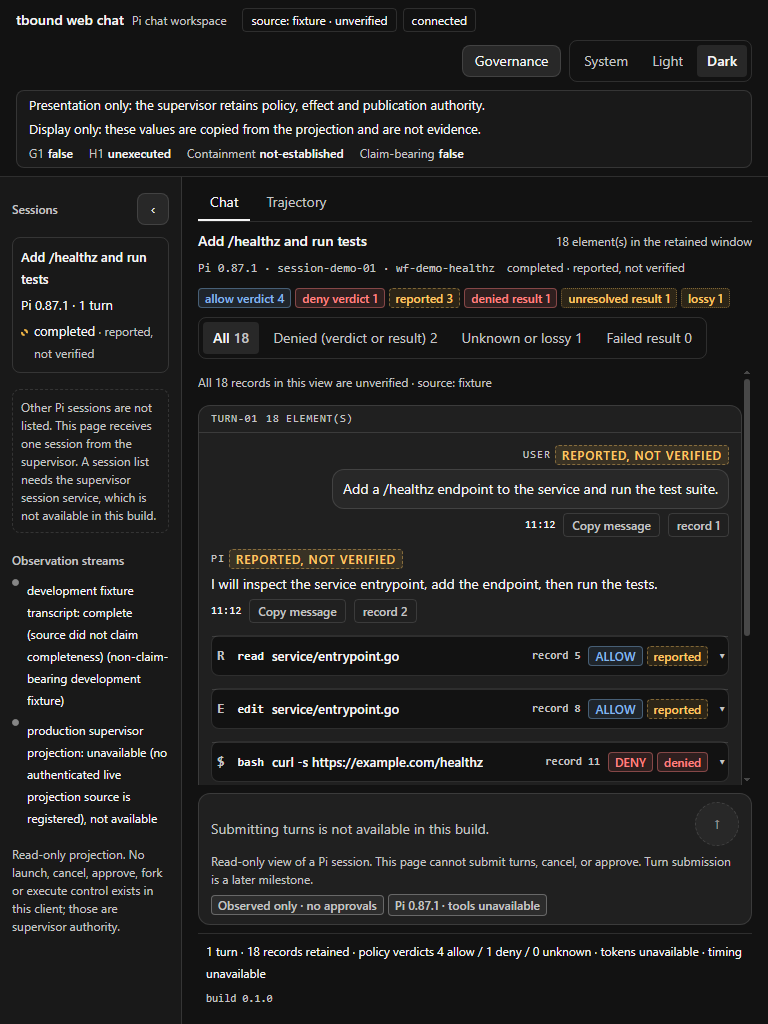 tbound web chat Pi chat workspace source: fixture · unverified connected
Governance System Light Dark
Presentation only: the supervisor retains policy, effect and publication authority.
Display only: these values are copied from the projection and are not evidence.
G1 false H1 unexecuted Containment not-established Claim-bearing false
Sessions ‹
Add /healthz and run
tests
Pi 0.87.1 · 1 turn
completed · reported,
not verified
Other Pi sessions are not
listed. This page receives
one session from the
supervisor. A session list
needs the supervisor
session service, which is
not available in this build.
Observation streams
development fixture
transcript: complete
(source did not claim
completeness) (non-claim-
bearing development
fixture)
production supervisor
projection: unavailable (no
authenticated live
projection source is
registered), not available
Read-only projection. No
launch, cancel, approve, fork
or execute control exists in
this client; those are
supervisor authority.
Chat Trajectory
Add /healthz and run tests 18 element(s) in the retained window
Pi 0.87.1 · session-demo-01 · wf-demo-healthz completed · reported, not verified
allow verdict 4 deny verdict 1 reported 3 denied result 1 unresolved result 1 lossy 1
All 18 Denied (verdict or result) 2 Unknown or lossy 1 Failed result 0
All 18 records in this view are unverified · source: fixture
TURN-01 18 ELEMENT(S)
USER REPORTED, NOT VERIFIED
Add a /healthz endpoint to the service and run the test suite.
11:12 Copy message record 1
PI REPORTED, NOT VERIFIED
I will inspect the service entrypoint, add the endpoint, then run the tests.
11:12 Copy message record 2
R read service/entrypoint.go record 5 ALLOW reported ▾
E edit service/entrypoint.go record 8 ALLOW reported ▾
$ bash curl -s https://example.com/healthz record 11 DENY denied ▾
Submitting turns is not available in this build. ↑
Read-only view of a Pi session. This page cannot submit turns, cancel, or approve. Turn submission
is a later milestone.
Observed only · no approvals Pi 0.87.1 · tools unavailable
1 turn · 18 records retained · policy verdicts 4 allow / 1 deny / 0 unknown · tokens unavailable · timing
unavailable
build 0.1.0